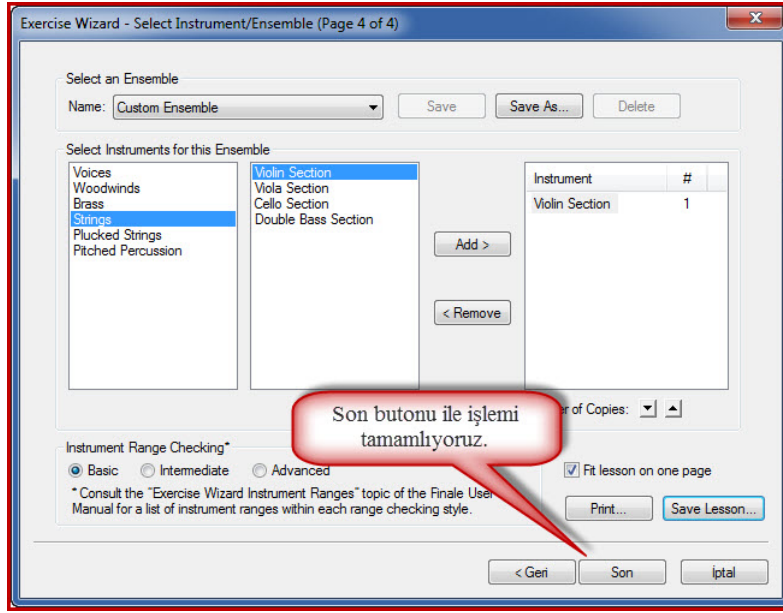 Exercise Wizard - Select Instrument/Ensemble (Page 4 of 4)
Select an Ensemble
Name: Custom Ensemble Save Save As... Delete
Select Instruments for this Ensemble
Voices
Woodwinds
Brass
Strings
Plucked Strings
Pitched Percussion
Violin Section
Viola Section
Cello Section
Double Bass Section
Add >
< Remove
Instrument #
Violin Section 1
of Copies:
Son butonu ile işlemi
tamamlıyoruz.
Instrument Range Checking*
Basic Intermediate Advanced
* Consult the "Exercise Wizard Instrument Ranges" topic of the Finale User
Manual for a list of instrument ranges within each range checking style.
Fit lesson on one page
Print... Save Lesson...
< Geri Son İptal